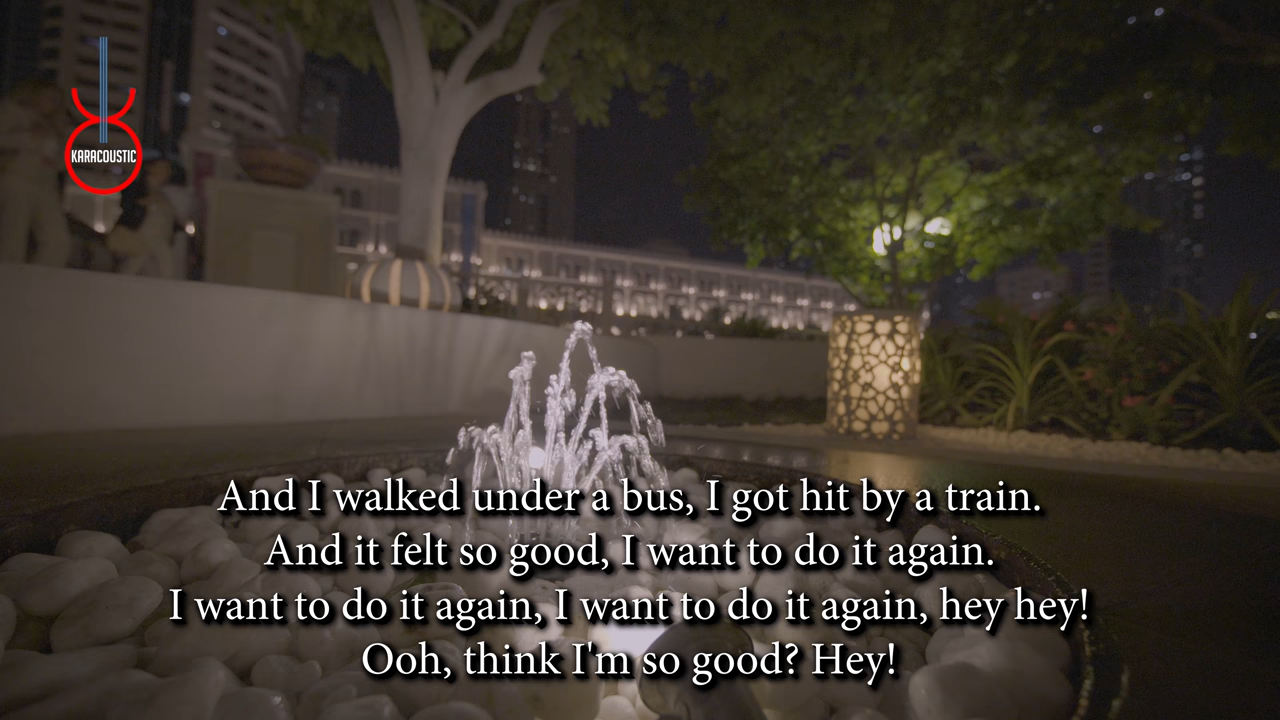 KARACOUSTIC
And I walked under a bus, I got hit by a train.
And it felt so good, I want to do it again.
I want to do it again, I want to do it again, hey hey!
Ooh, think I'm so good? Hey!